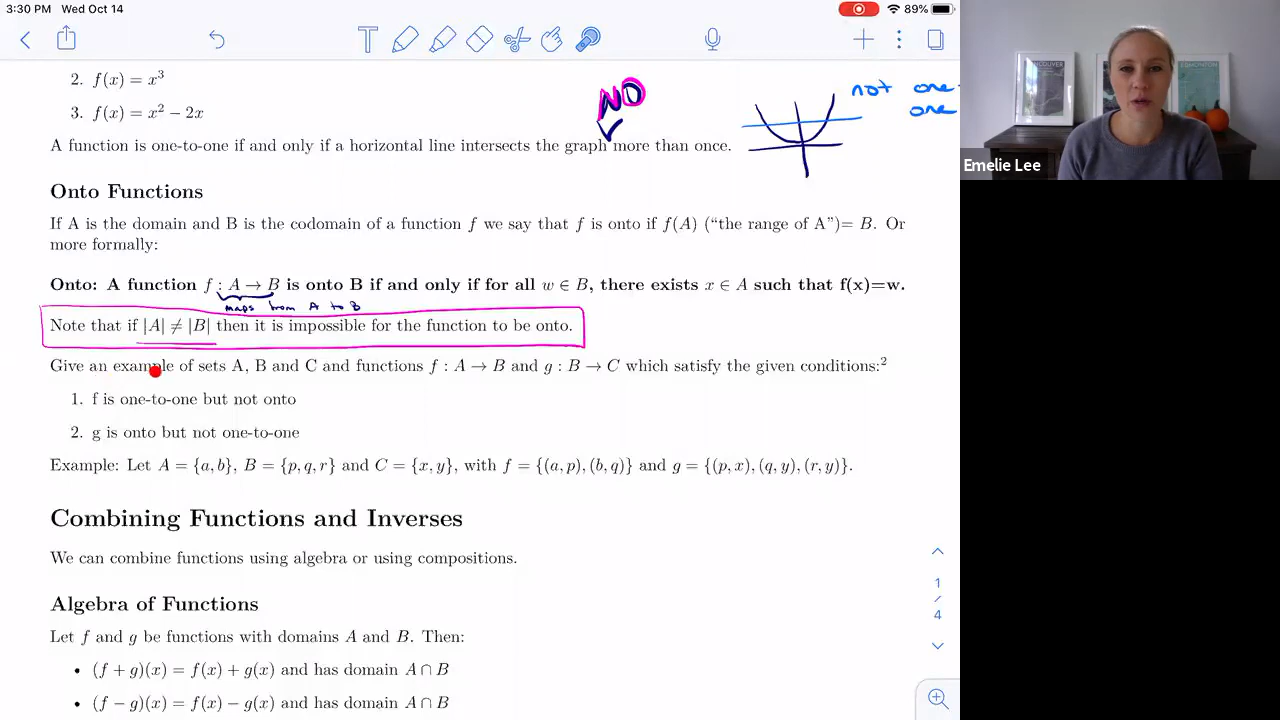 3:30 PM Wed Oct 14
89%
2. f(x) = x³
3. f(x) = x² − 2x
NO
not one-
one
A function is one-to-one if and only if a horizontal line intersects the graph more than once.
VANCOUVER
EDMONTON
Emelie Lee
Onto Functions
If A is the domain and B is the codomain of a function f we say that f is onto if f(A) (“the range of A”)= B. Or
more formally:
Onto: A function f : A → B is onto B if and only if for all w ∈ B, there exists x ∈ A such that f(x)=w.
maps from A to B
Note that if |A| ≠ |B| then it is impossible for the function to be onto.
Give an example of sets A, B and C and functions f : A → B and g : B → C which satisfy the given conditions:²
1. f is one-to-one but not onto
2. g is onto but not one-to-one
Example: Let A = {a, b}, B = {p, q, r} and C = {x, y}, with f = {(a, p), (b, q)} and g = {(p, x), (q, y), (r, y)}.
Combining Functions and Inverses
We can combine functions using algebra or using compositions.
1
/
4
Algebra of Functions
Let f and g be functions with domains A and B. Then:
• (f + g)(x) = f(x) + g(x) and has domain A ∩ B
• (f − g)(x) = f(x) − g(x) and has domain A ∩ B